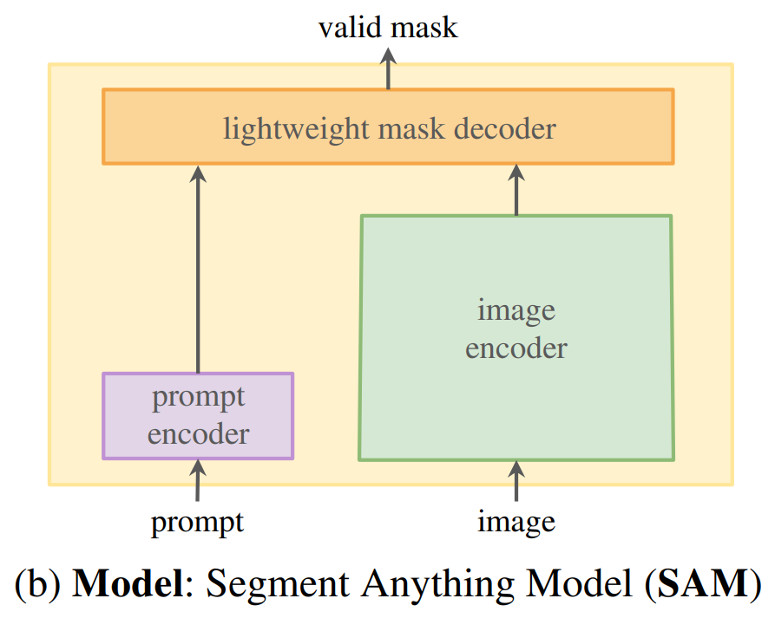 valid mask
lightweight mask decoder
image
encoder
prompt
encoder
prompt
image
(b) Model: Segment Anything Model (SAM)